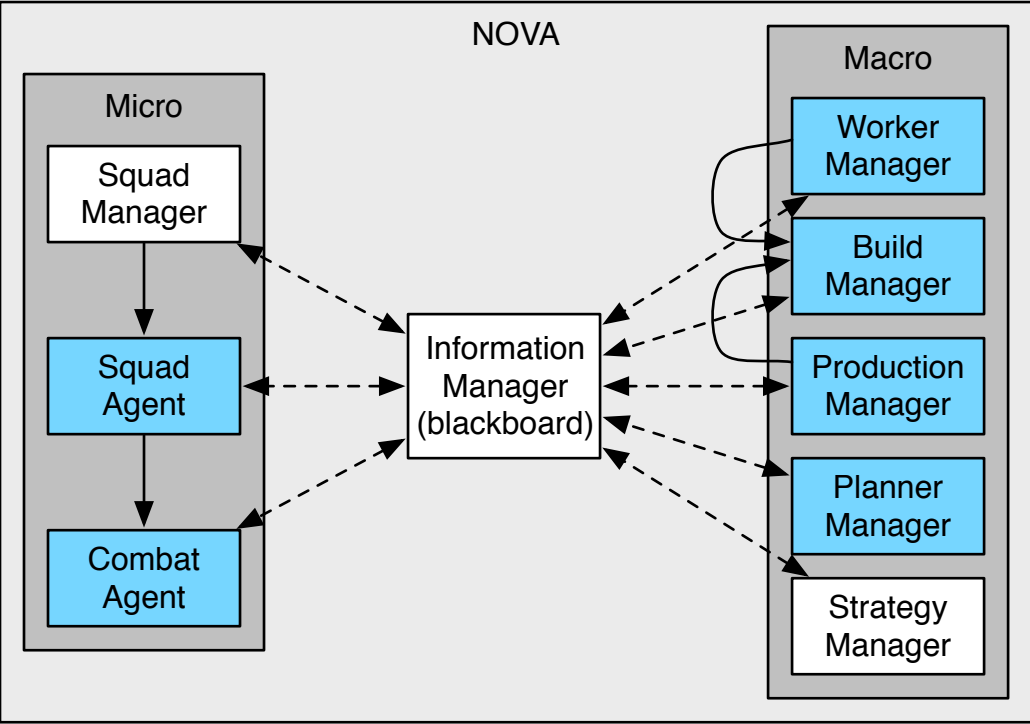 NOVA
Micro
Squad
Manager
Squad
Agent
Combat
Agent
Information
Manager
(blackboard)
Macro
Worker
Manager
Build
Manager
Production
Manager
Planner
Manager
Strategy
Manager